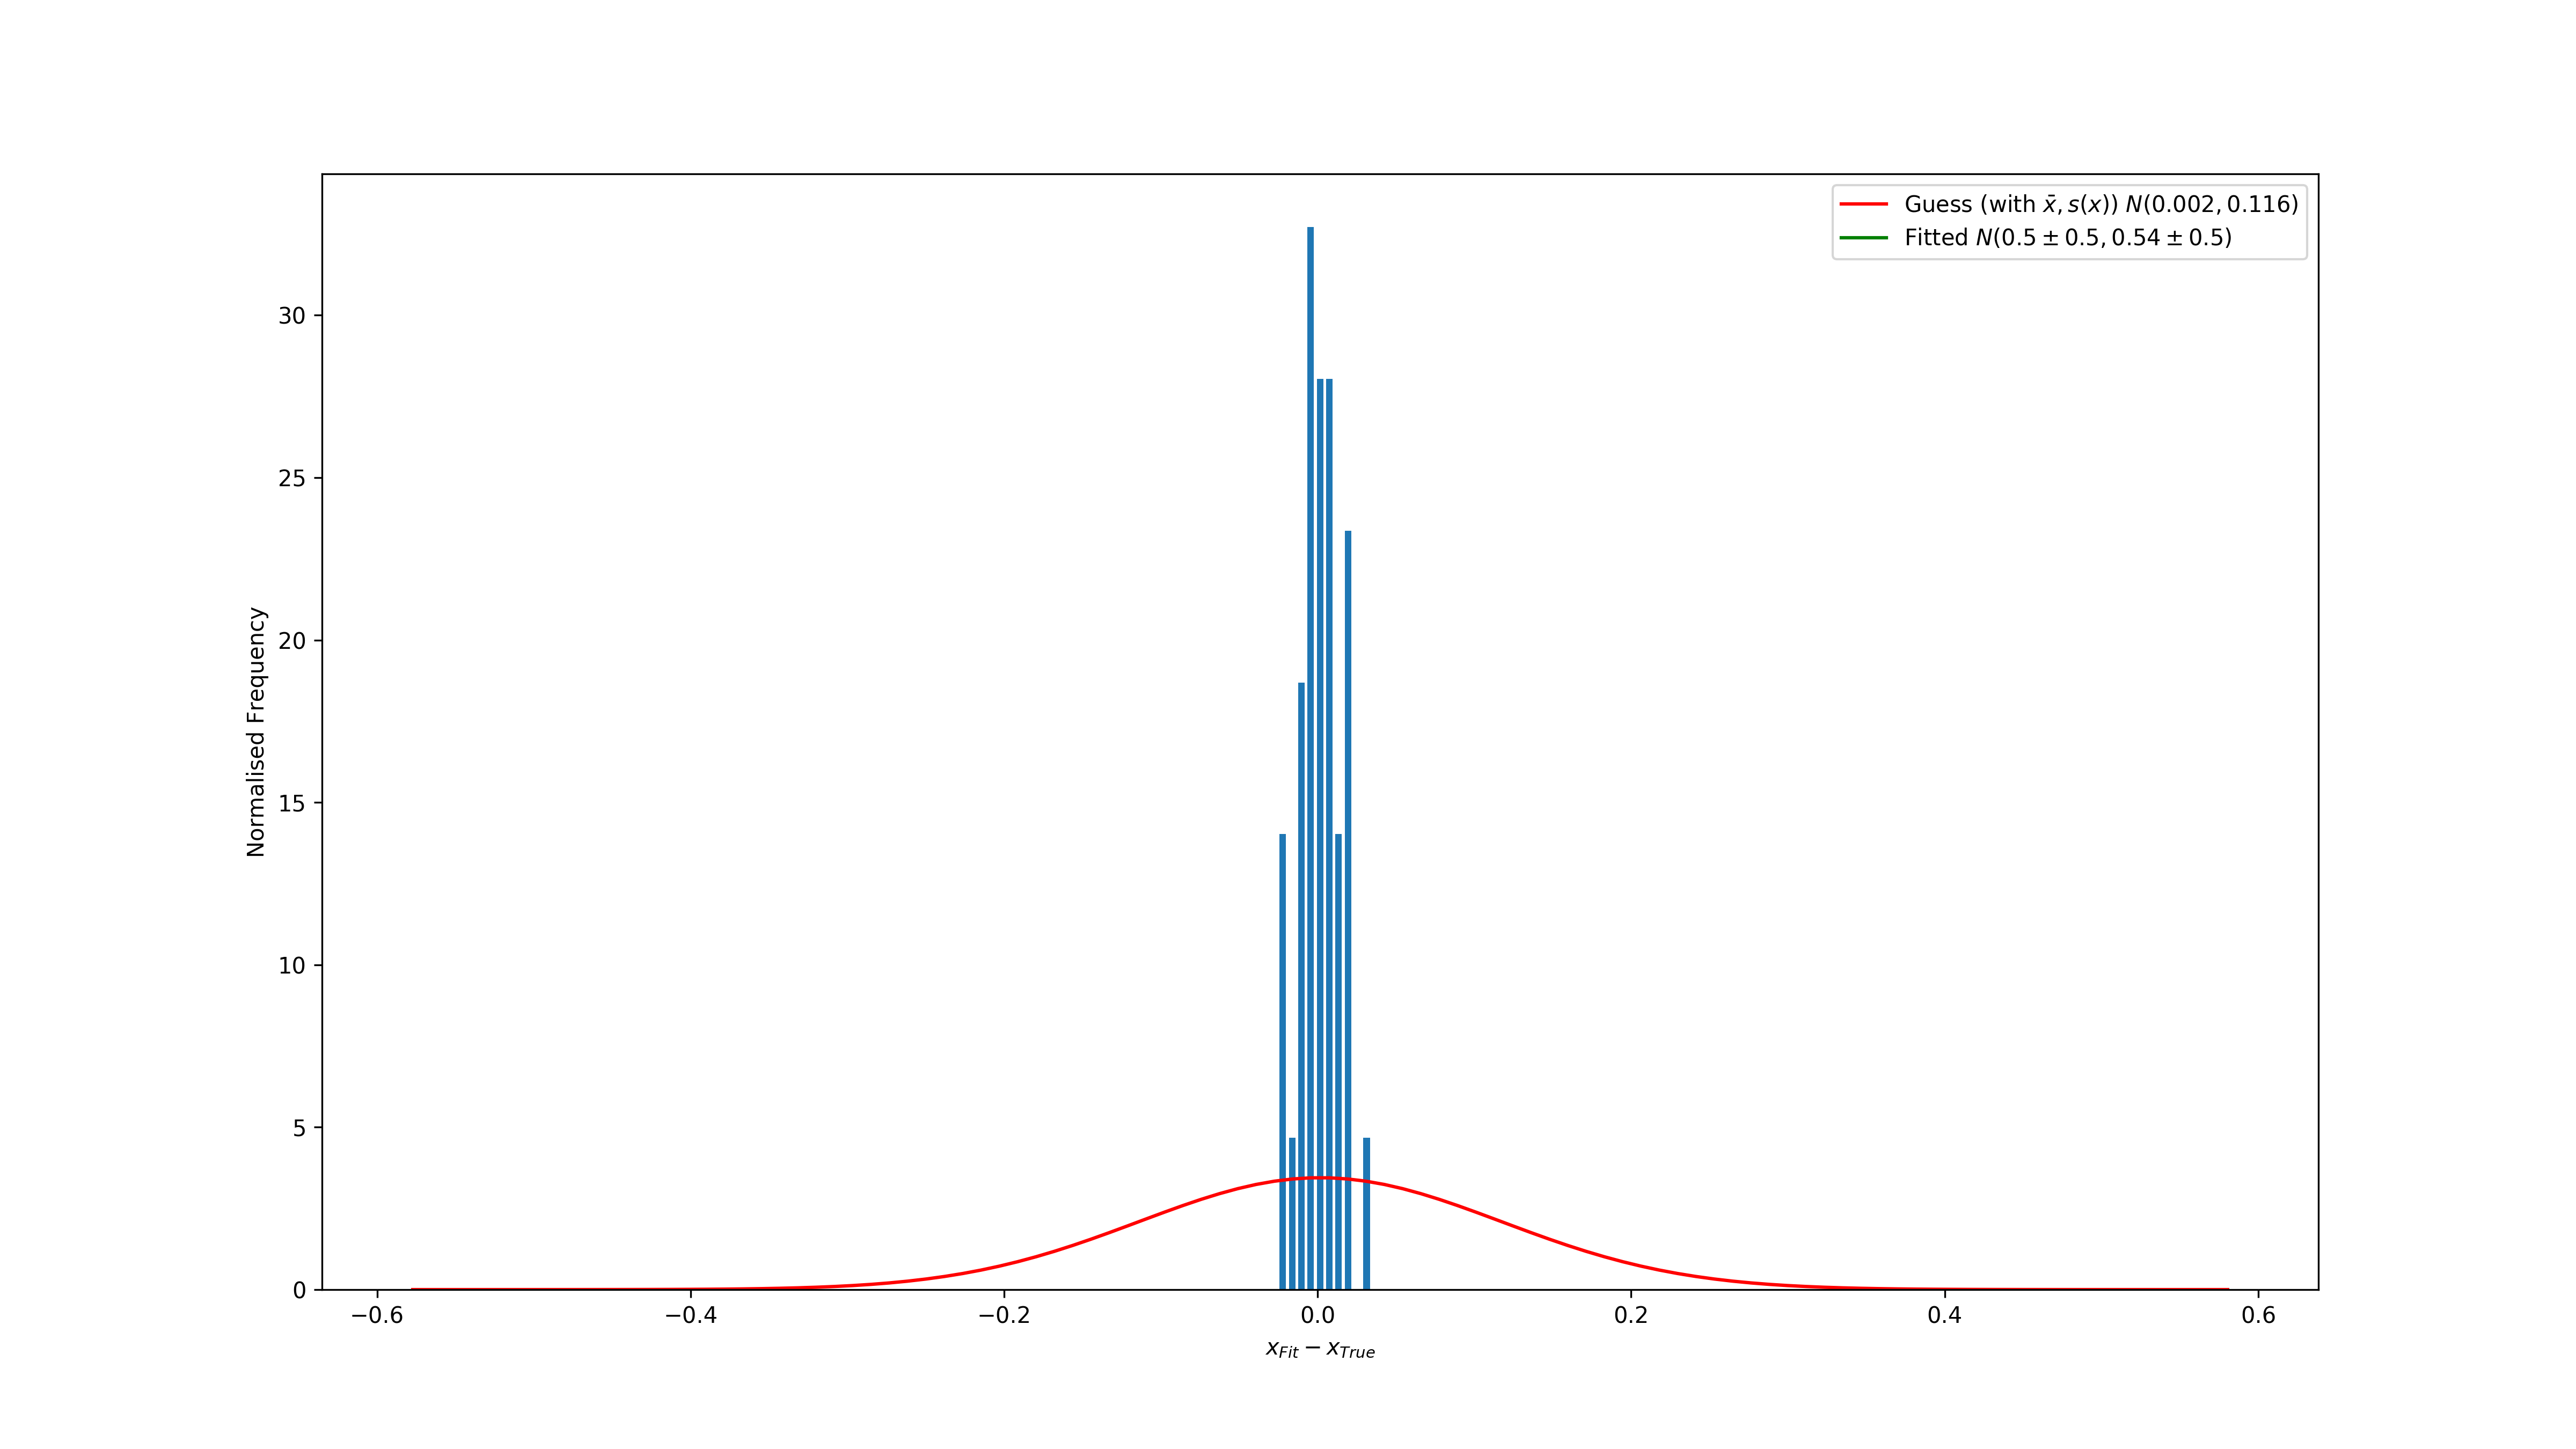 Guess (with x̄, s(x)) N(0.002, 0.116)
Fitted N(0.5 ± 0.5, 0.54 ± 0.5)
Normalised Frequency
30
25
20
15
10
5
0
−0.6 −0.4 −0.2 0.0 0.2 0.4 0.6
x_Fit − x_True